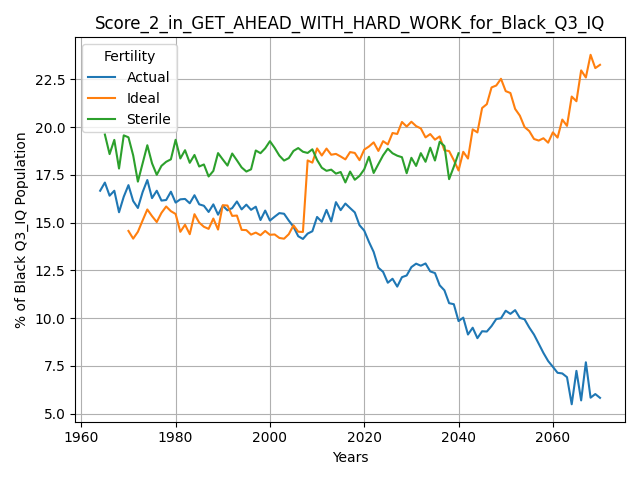 Score_2_in_GET_AHEAD_WITH_HARD_WORK_for_Black_Q3_IQ
Fertility
Actual
Ideal
Sterile
% of Black Q3_IQ Population
22.5
20.0
17.5
15.0
12.5
10.0
7.5
5.0
1960 1980 2000 2020 2040 2060
Years